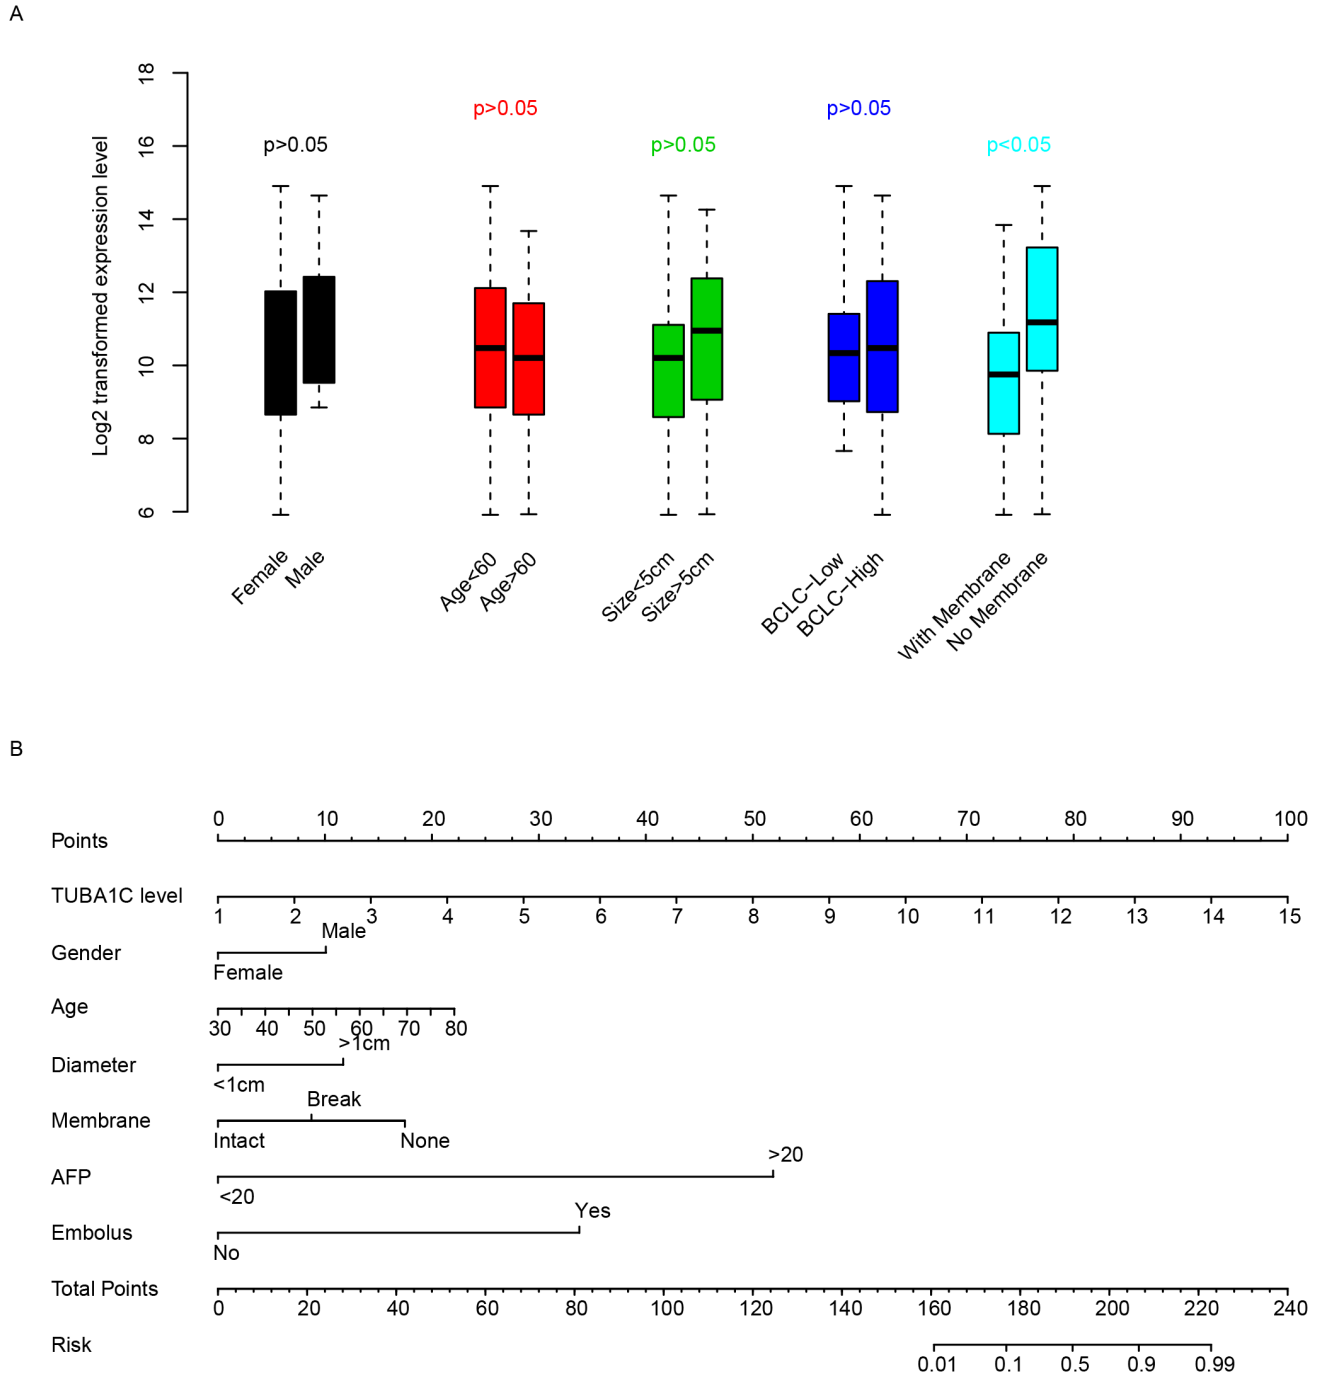 A
18
16
14
12
10
8
6
Log2 transformed expression level
p>0.05
p>0.05
p>0.05
p>0.05
p<0.05
Female
Male
Age<60
Age>60
Size<5cm
Size>5cm
BCLC−Low
BCLC−High
With Membrane
No Membrane
B
0 10 20 30 40 50 60 70 80 90 100
Points
TUBA1C level
1 2 3 4 5 6 7 8 9 10 11 12 13 14 15
Male
Gender
Female
Age
30 40 50 60 70 80
>1cm
Diameter
<1cm
Break
Membrane
Intact None
>20
AFP
<20
Yes
Embolus
No
Total Points
0 20 40 60 80 100 120 140 160 180 200 220 240
Risk
0.01 0.1 0.5 0.9 0.99